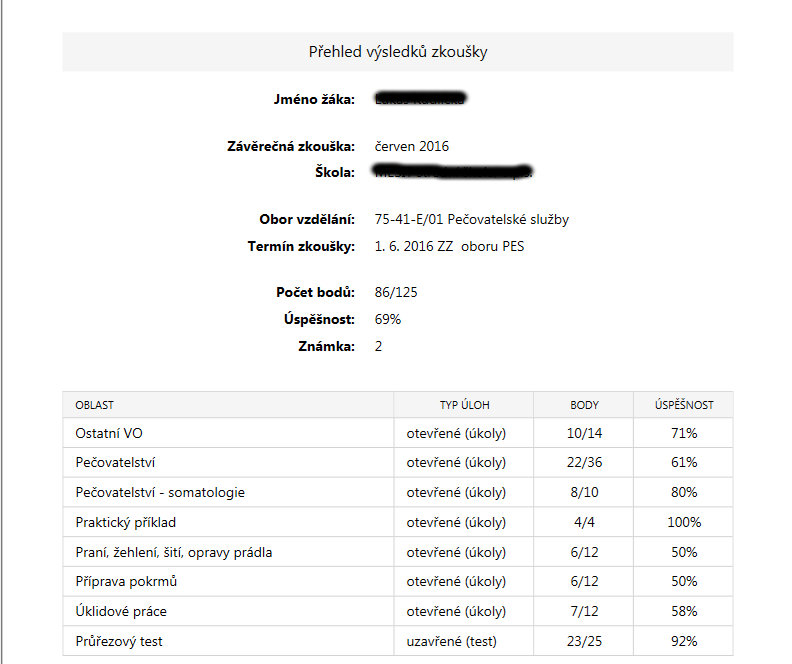 Přehled výsledků zkoušky
Jméno žáka:
Závěrečná zkouška: červen 2016
Škola:
Obor vzdělání: 75-41-E/01 Pečovatelské služby
Termín zkoušky: 1. 6. 2016 ZZ oboru PES
Počet bodů: 86/125
Úspěšnost: 69%
Známka: 2
OBLAST TYP ÚLOH BODY ÚSPĚŠNOST
Ostatní VO otevřené (úkoly) 10/14 71%
Pečovatelství otevřené (úkoly) 22/36 61%
Pečovatelství - somatologie otevřené (úkoly) 8/10 80%
Praktický příklad otevřené (úkoly) 4/4 100%
Praní, žehlení, šití, opravy prádla otevřené (úkoly) 6/12 50%
Příprava pokrmů otevřené (úkoly) 6/12 50%
Úklidové práce otevřené (úkoly) 7/12 58%
Průřezový test uzavřené (test) 23/25 92%